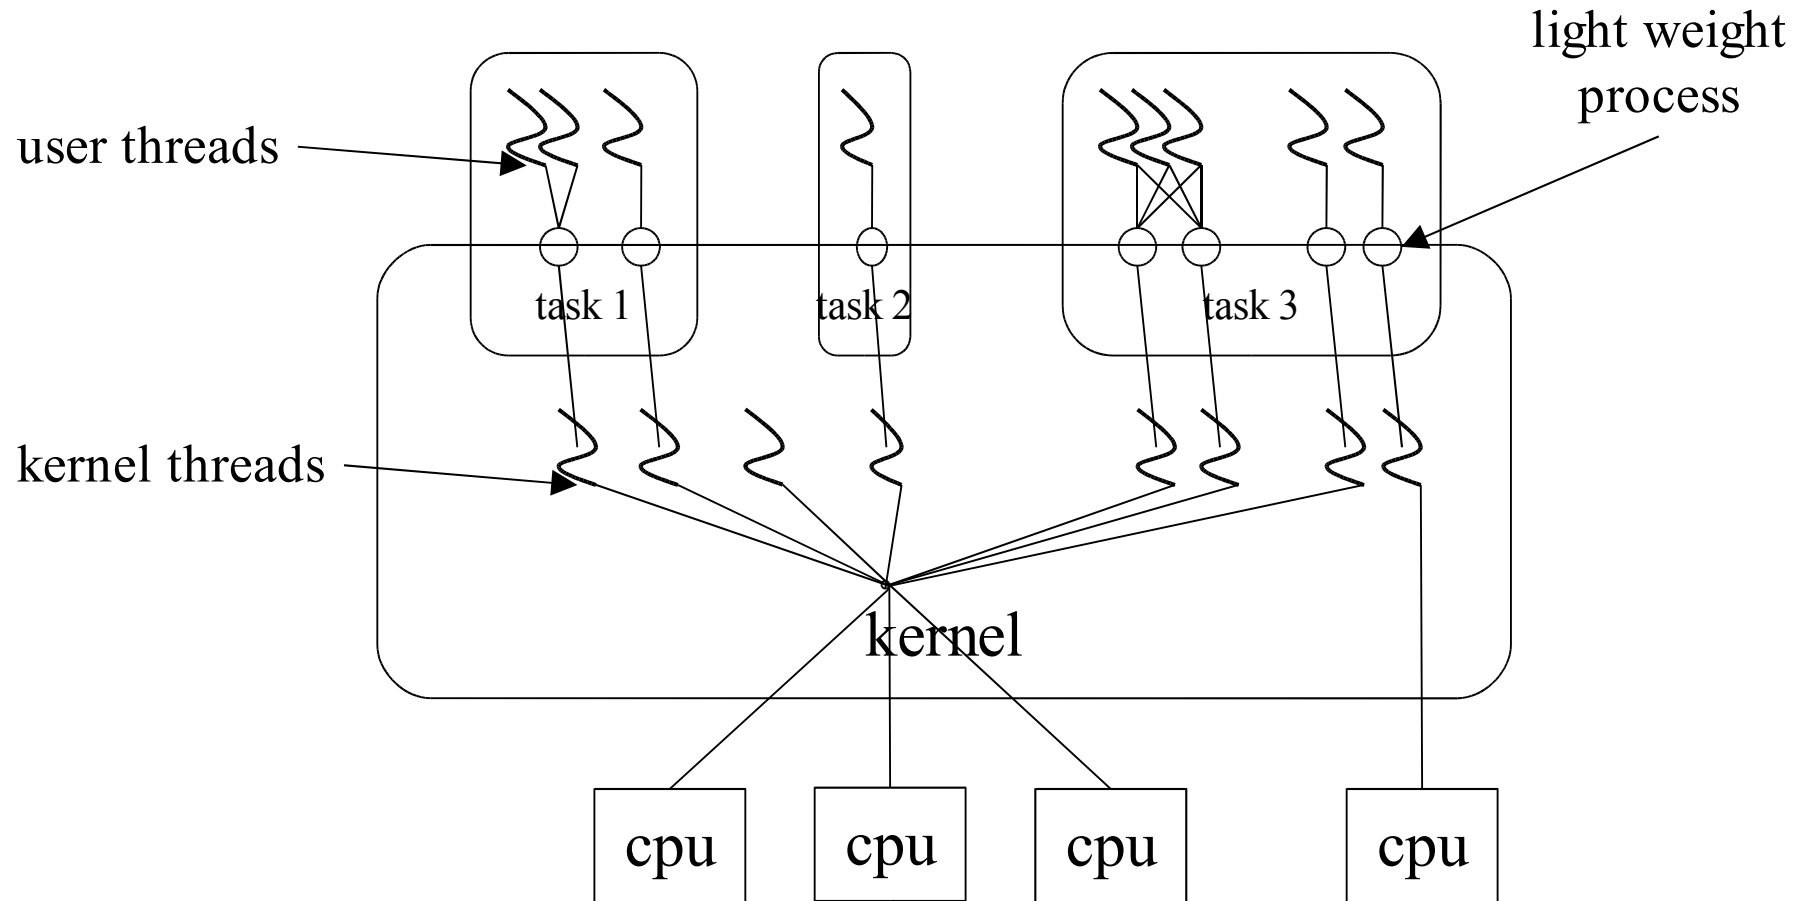 light weight
process
user threads
task 1
task 2
task 3
kernel threads
kernel
cpu
cpu
cpu
cpu